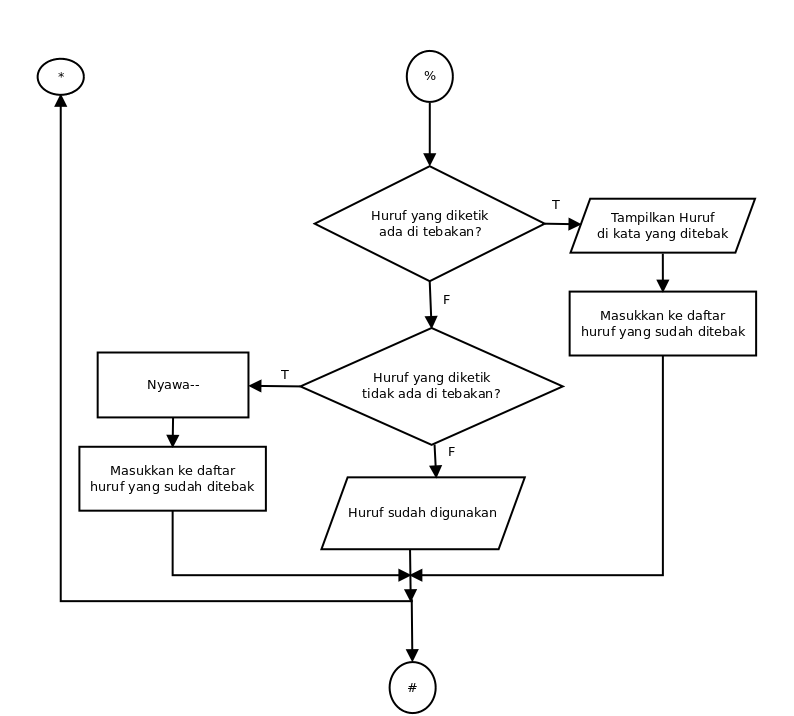 *
%
Huruf yang diketik
ada di tebakan?
T
Tampilkan Huruf
di kata yang ditebak
F
Masukkan ke daftar
huruf yang sudah ditebak
Huruf yang diketik
tidak ada di tebakan?
T
Nyawa--
F
Masukkan ke daftar
huruf yang sudah ditebak
Huruf sudah digunakan
#